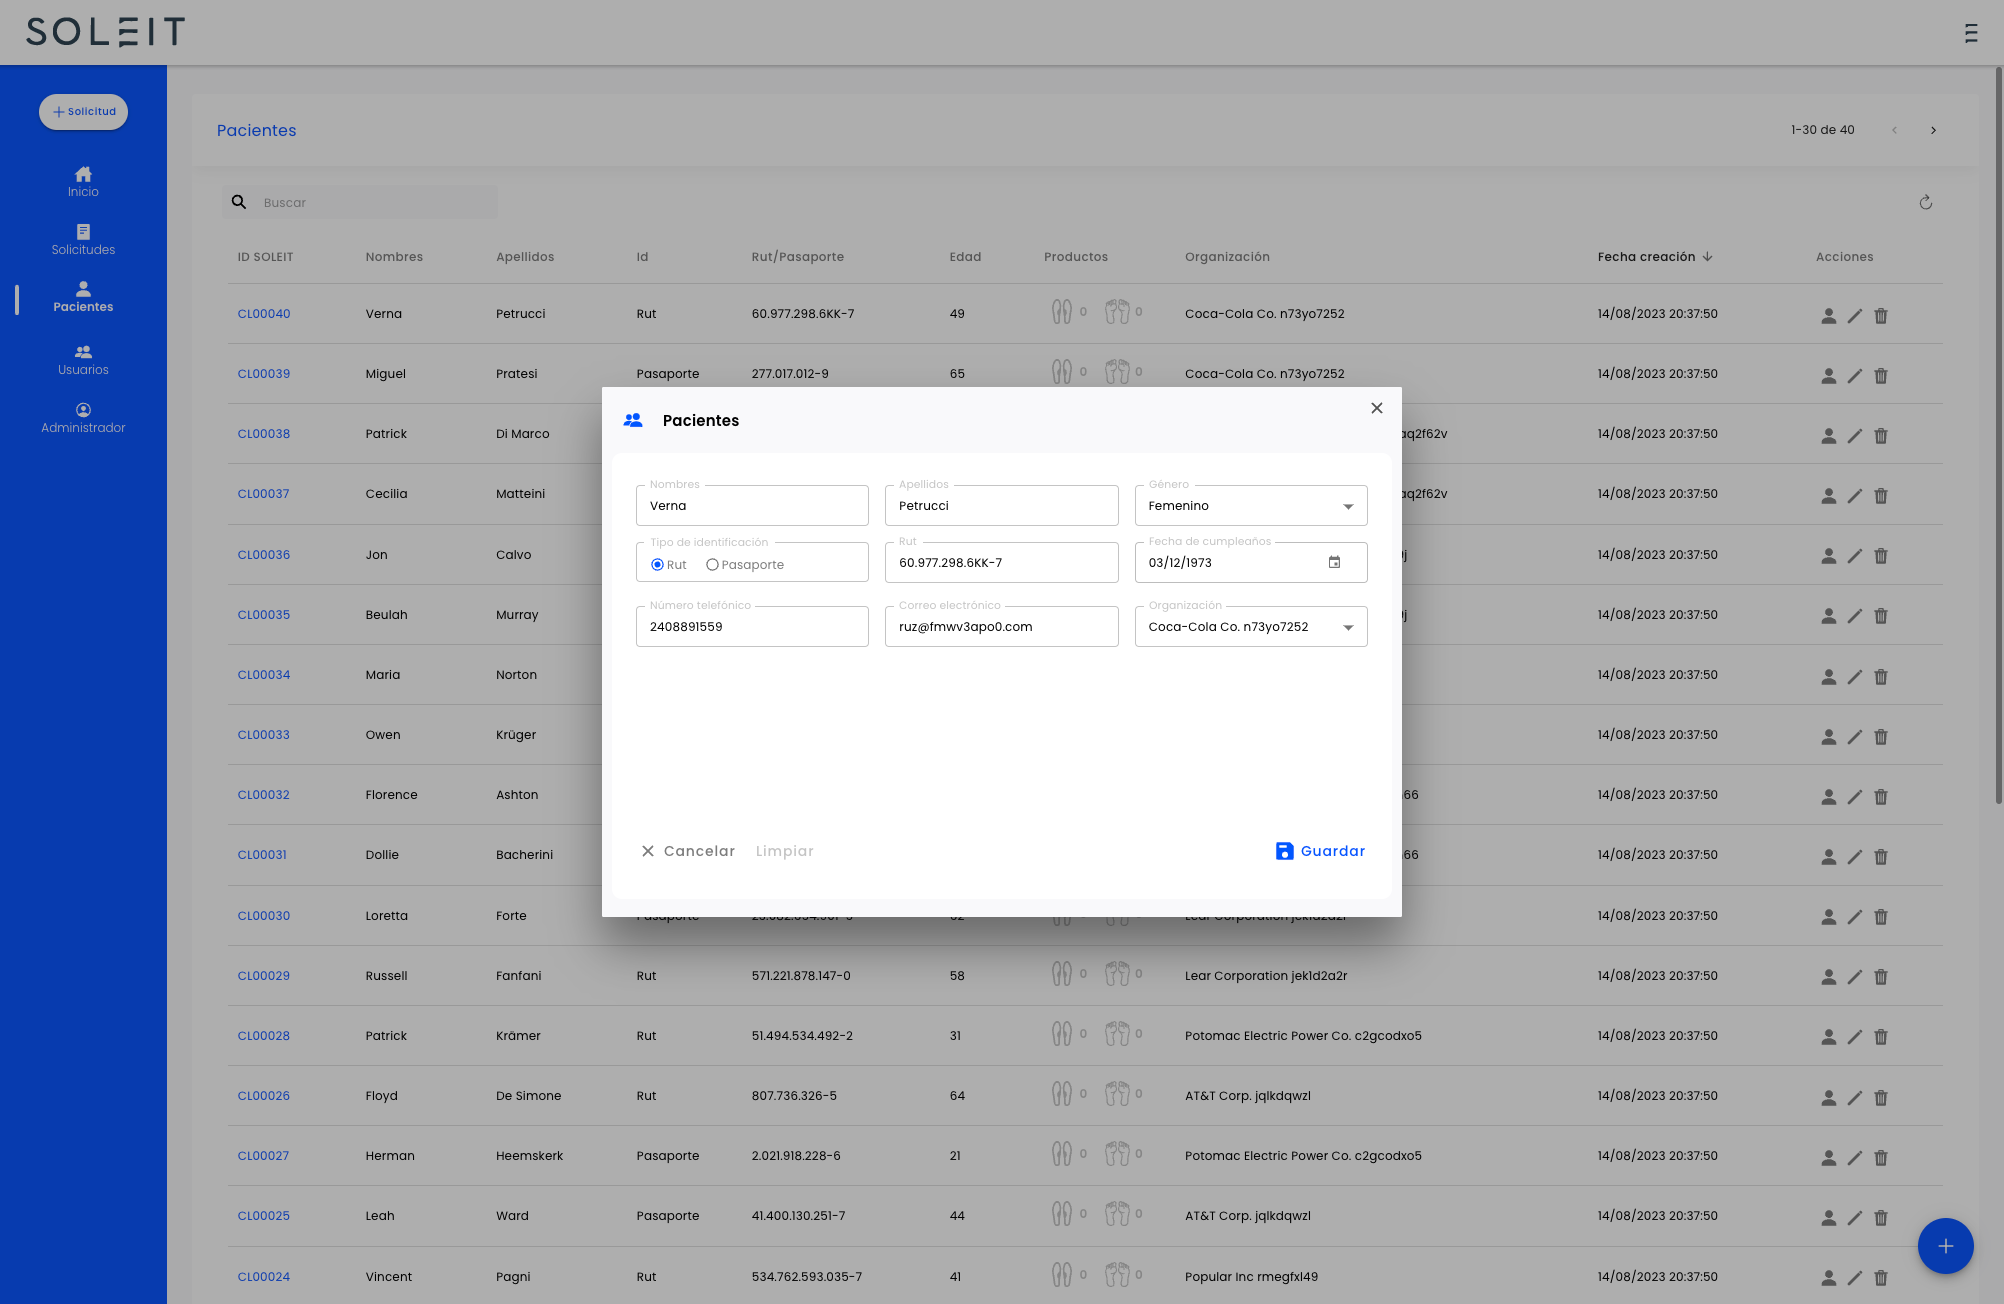 SOLEIT
+ Solicitud
Inicio
Solicitudes
Pacientes
Usuarios
Administrador
Pacientes
1-30 de 40
Buscar
ID SOLEIT Nombres Apellidos Id Rut/Pasaporte Edad Productos Organización Fecha creación Acciones
CL00040 Verna Petrucci Rut 60.977.298.6KK-7 49 0 0 Coca-Cola Co. n73yo7252 14/08/2023 20:37:50
CL00039 Miguel Pratesi Pasaporte 277.017.012-9 65 0 0 Coca-Cola Co. n73yo7252 14/08/2023 20:37:50
CL00038 Patrick Di Marco aq2f62v 14/08/2023 20:37:50
CL00037 Cecilia Matteini aq2f62v 14/08/2023 20:37:50
CL00036 Jon Calvo 14/08/2023 20:37:50
CL00035 Beulah Murray 14/08/2023 20:37:50
CL00034 Maria Norton 14/08/2023 20:37:50
CL00033 Owen Krüger 14/08/2023 20:37:50
CL00032 Florence Ashton 66 14/08/2023 20:37:50
CL00031 Dollie Bacherini 66 14/08/2023 20:37:50
CL00030 Loretta Forte Pasaporte Lear Corporation jek1d2a2r 14/08/2023 20:37:50
CL00029 Russell Fanfani Rut 571.221.878.147-0 58 0 0 Lear Corporation jek1d2a2r 14/08/2023 20:37:50
CL00028 Patrick Krämer Rut 51.494.534.492-2 31 0 0 Potomac Electric Power Co. c2gcodxo5 14/08/2023 20:37:50
CL00026 Floyd De Simone Rut 807.736.326-5 64 0 0 AT&T Corp. jqlkdqwzl 14/08/2023 20:37:50
CL00027 Herman Heemskerk Pasaporte 2.021.918.228-6 21 0 0 Potomac Electric Power Co. c2gcodxo5 14/08/2023 20:37:50
CL00025 Leah Ward Pasaporte 41.400.130.251-7 44 0 0 AT&T Corp. jqlkdqwzl 14/08/2023 20:37:50
CL00024 Vincent Pagni Rut 534.762.593.035-7 41 0 0 Popular Inc rmegfxl49 14/08/2023 20:37:50
Pacientes
Nombres Apellidos Género
Verna Petrucci Femenino
Tipo de identificación Rut Fecha de cumpleaños
Rut Pasaporte 60.977.298.6KK-7 03/12/1973
Número telefónico Correo electrónico Organización
2408891559 ruz@fmwv3apo0.com Coca-Cola Co. n73yo7252
Cancelar Limpiar Guardar